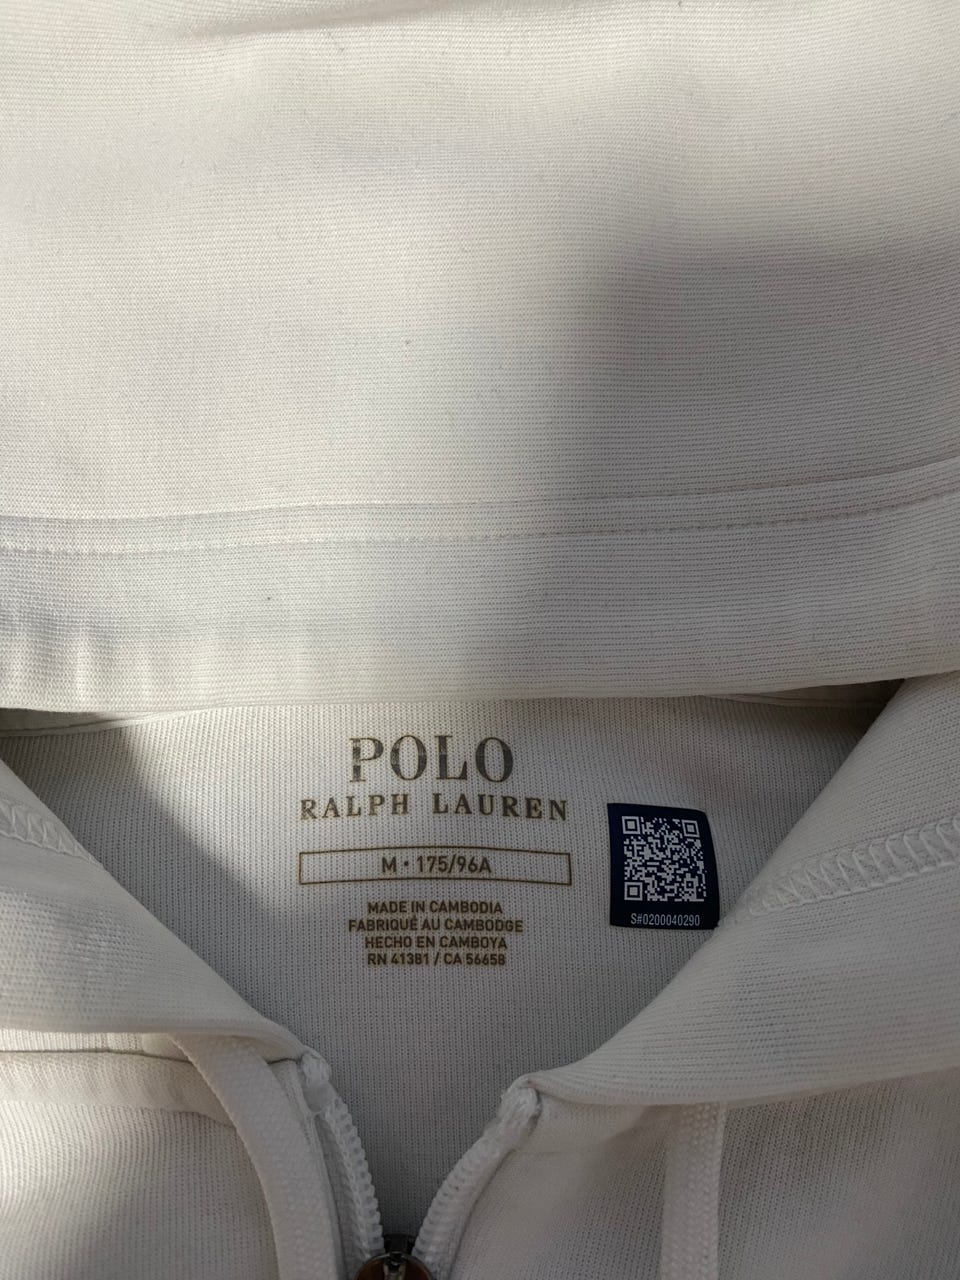 POLO
RALPH LAUREN
M • 175/96A
MADE IN CAMBODIA
FABRIQUÉ AU CAMBODGE
HECHO EN CAMBOYA
RN 41381 / CA 56658
S#0200040290